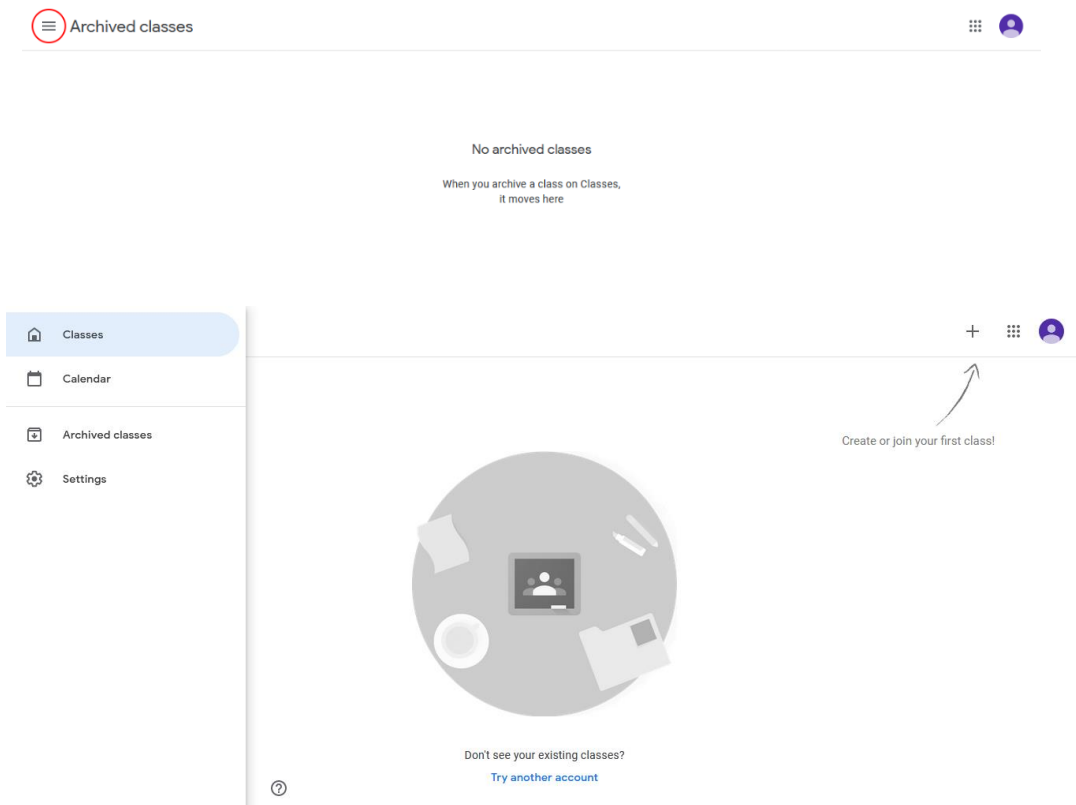 Archived classes
No archived classes
When you archive a class on Classes,
it moves here
Classes
Calendar
Archived classes
Settings
Create or join your first class!
Don't see your existing classes?
Try another account